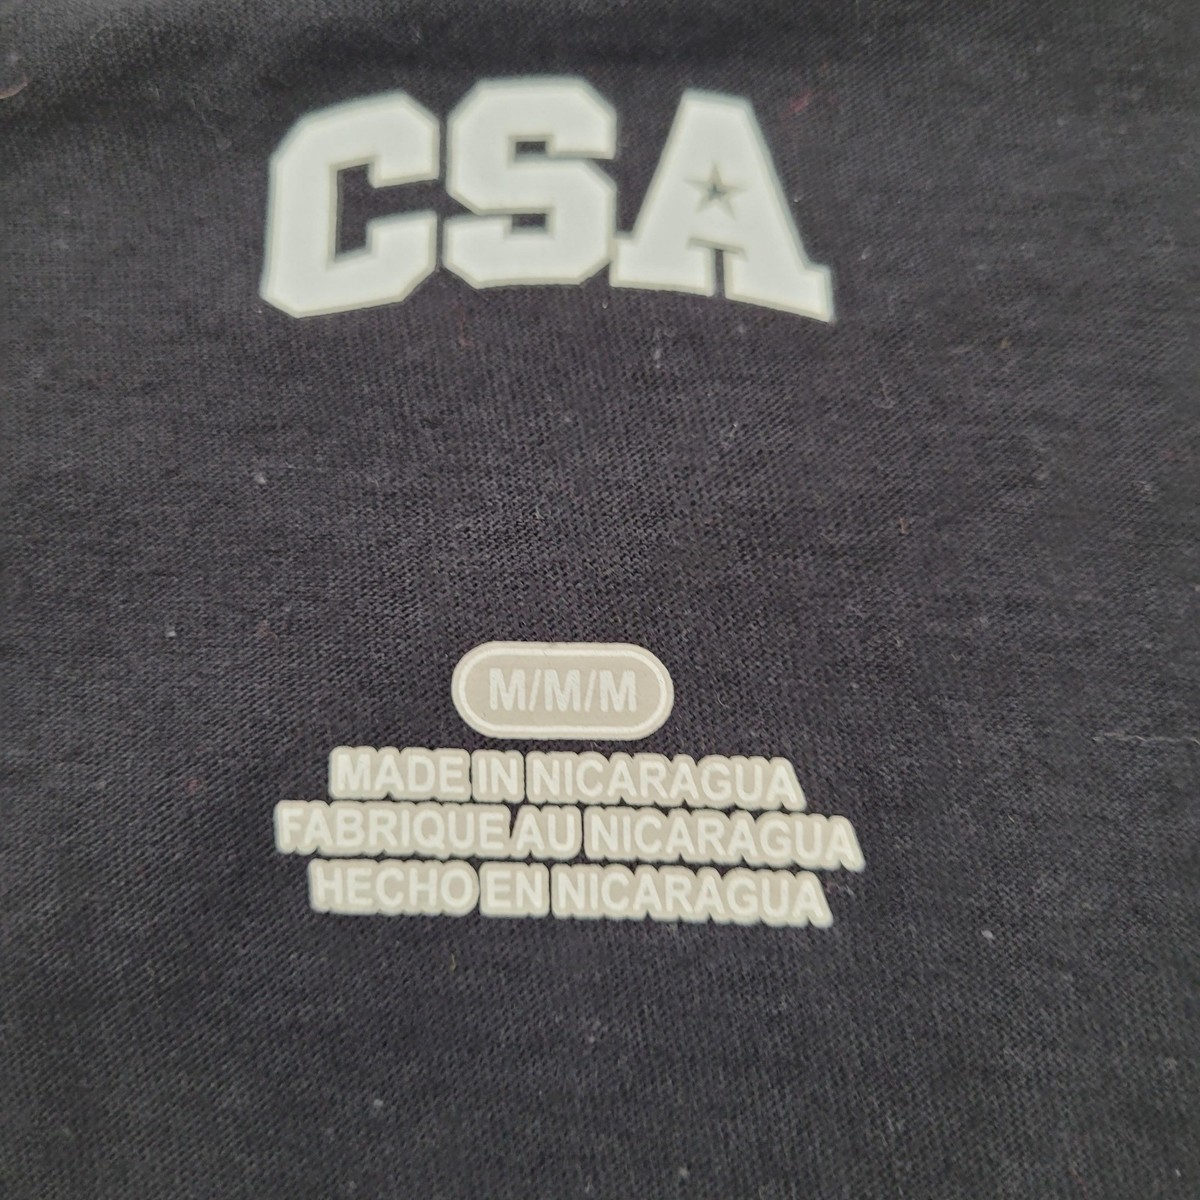 CSA
M/M/M
MADE IN NICARAGUA
FABRIQUE AU NICARAGUA
HECHO EN NICARAGUA